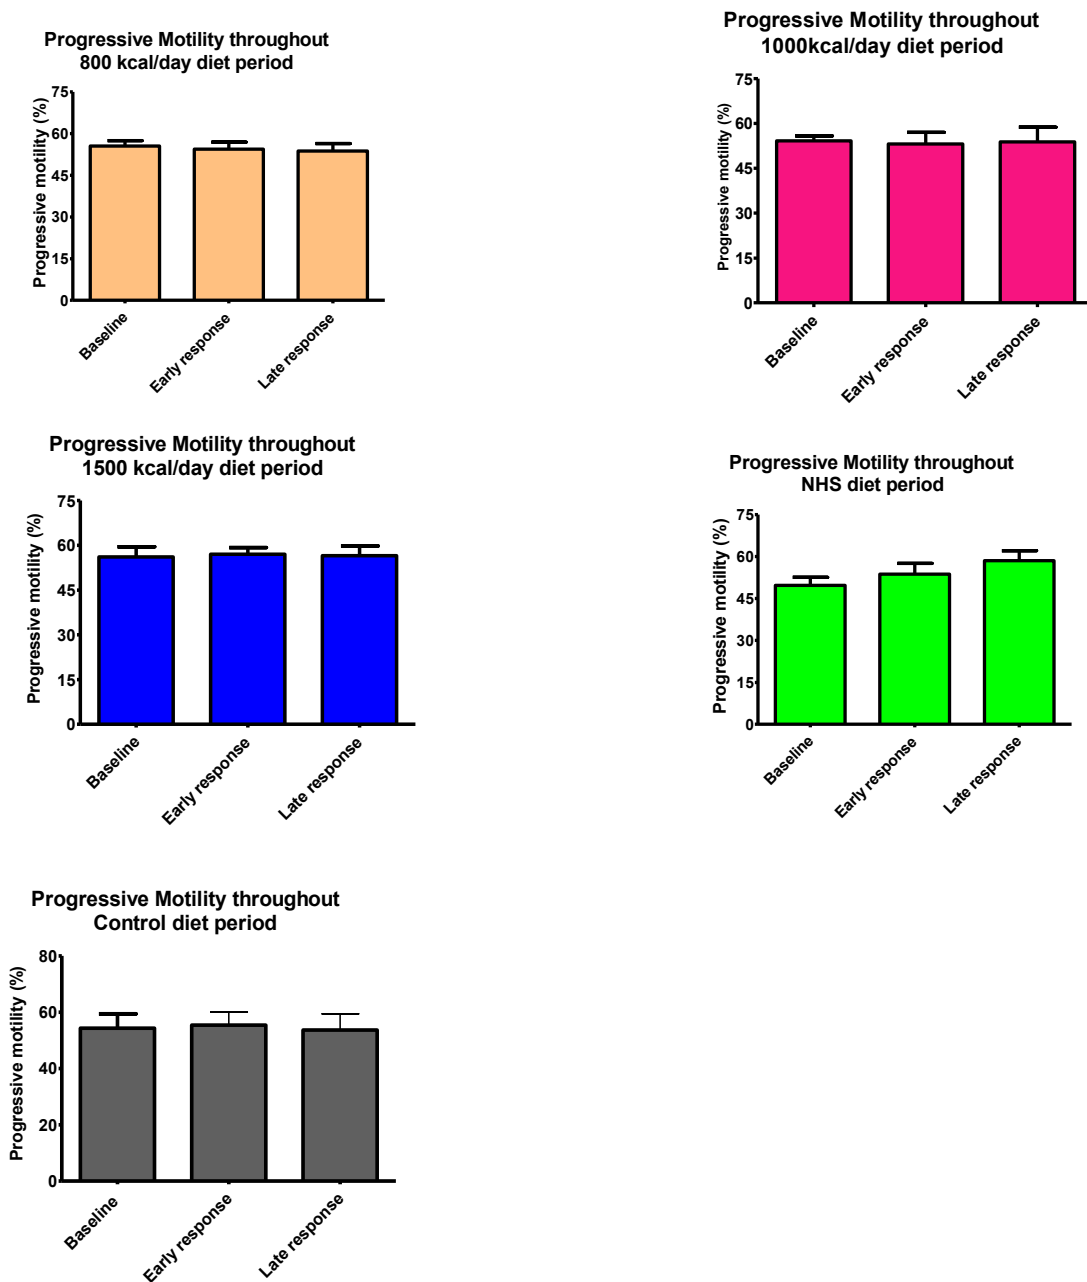 Progressive Motility throughout
800 kcal/day diet period
Progressive motility (%)
75
60
45
30
15
0
Baseline
Early response
Late response
Progressive Motility throughout
1000kcal/day diet period
Progressive motility (%)
75
60
45
30
15
0
Baseline
Early response
Late response
Progressive Motility throughout
1500 kcal/day diet period
Progressive motility (%)
75
60
45
30
15
0
Baseline
Early response
Late response
Progressive Motility throughout
NHS diet period
Progressive motility (%)
75
60
45
30
15
0
Baseline
Early response
Late response
Progressive Motility throughout
Control diet period
Progressive motility (%)
80
60
40
20
0
Baseline
Early response
Late response